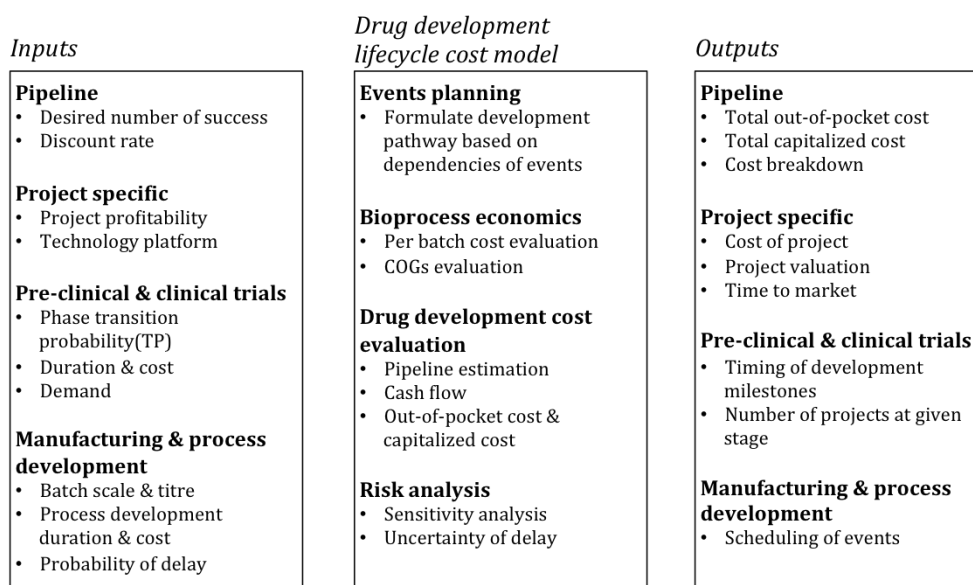 Inputs
Pipeline
• Desired number of success
• Discount rate
Project specific
• Project profitability
• Technology platform
Pre-clinical & clinical trials
• Phase transition
probability(TP)
• Duration & cost
• Demand
Manufacturing & process
development
• Batch scale & titre
• Process development
duration & cost
• Probability of delay
Drug development
lifecycle cost model
Events planning
• Formulate development
pathway based on
dependencies of events
Bioprocess economics
• Per batch cost evaluation
• COGs evaluation
Drug development cost
evaluation
• Pipeline estimation
• Cash flow
• Out-of-pocket cost &
capitalized cost
Risk analysis
• Sensitivity analysis
• Uncertainty of delay
Outputs
Pipeline
• Total out-of-pocket cost
• Total capitalized cost
• Cost breakdown
Project specific
• Cost of project
• Project valuation
• Time to market
Pre-clinical & clinical trials
• Timing of development
milestones
• Number of projects at given
stage
Manufacturing & process
development
• Scheduling of events